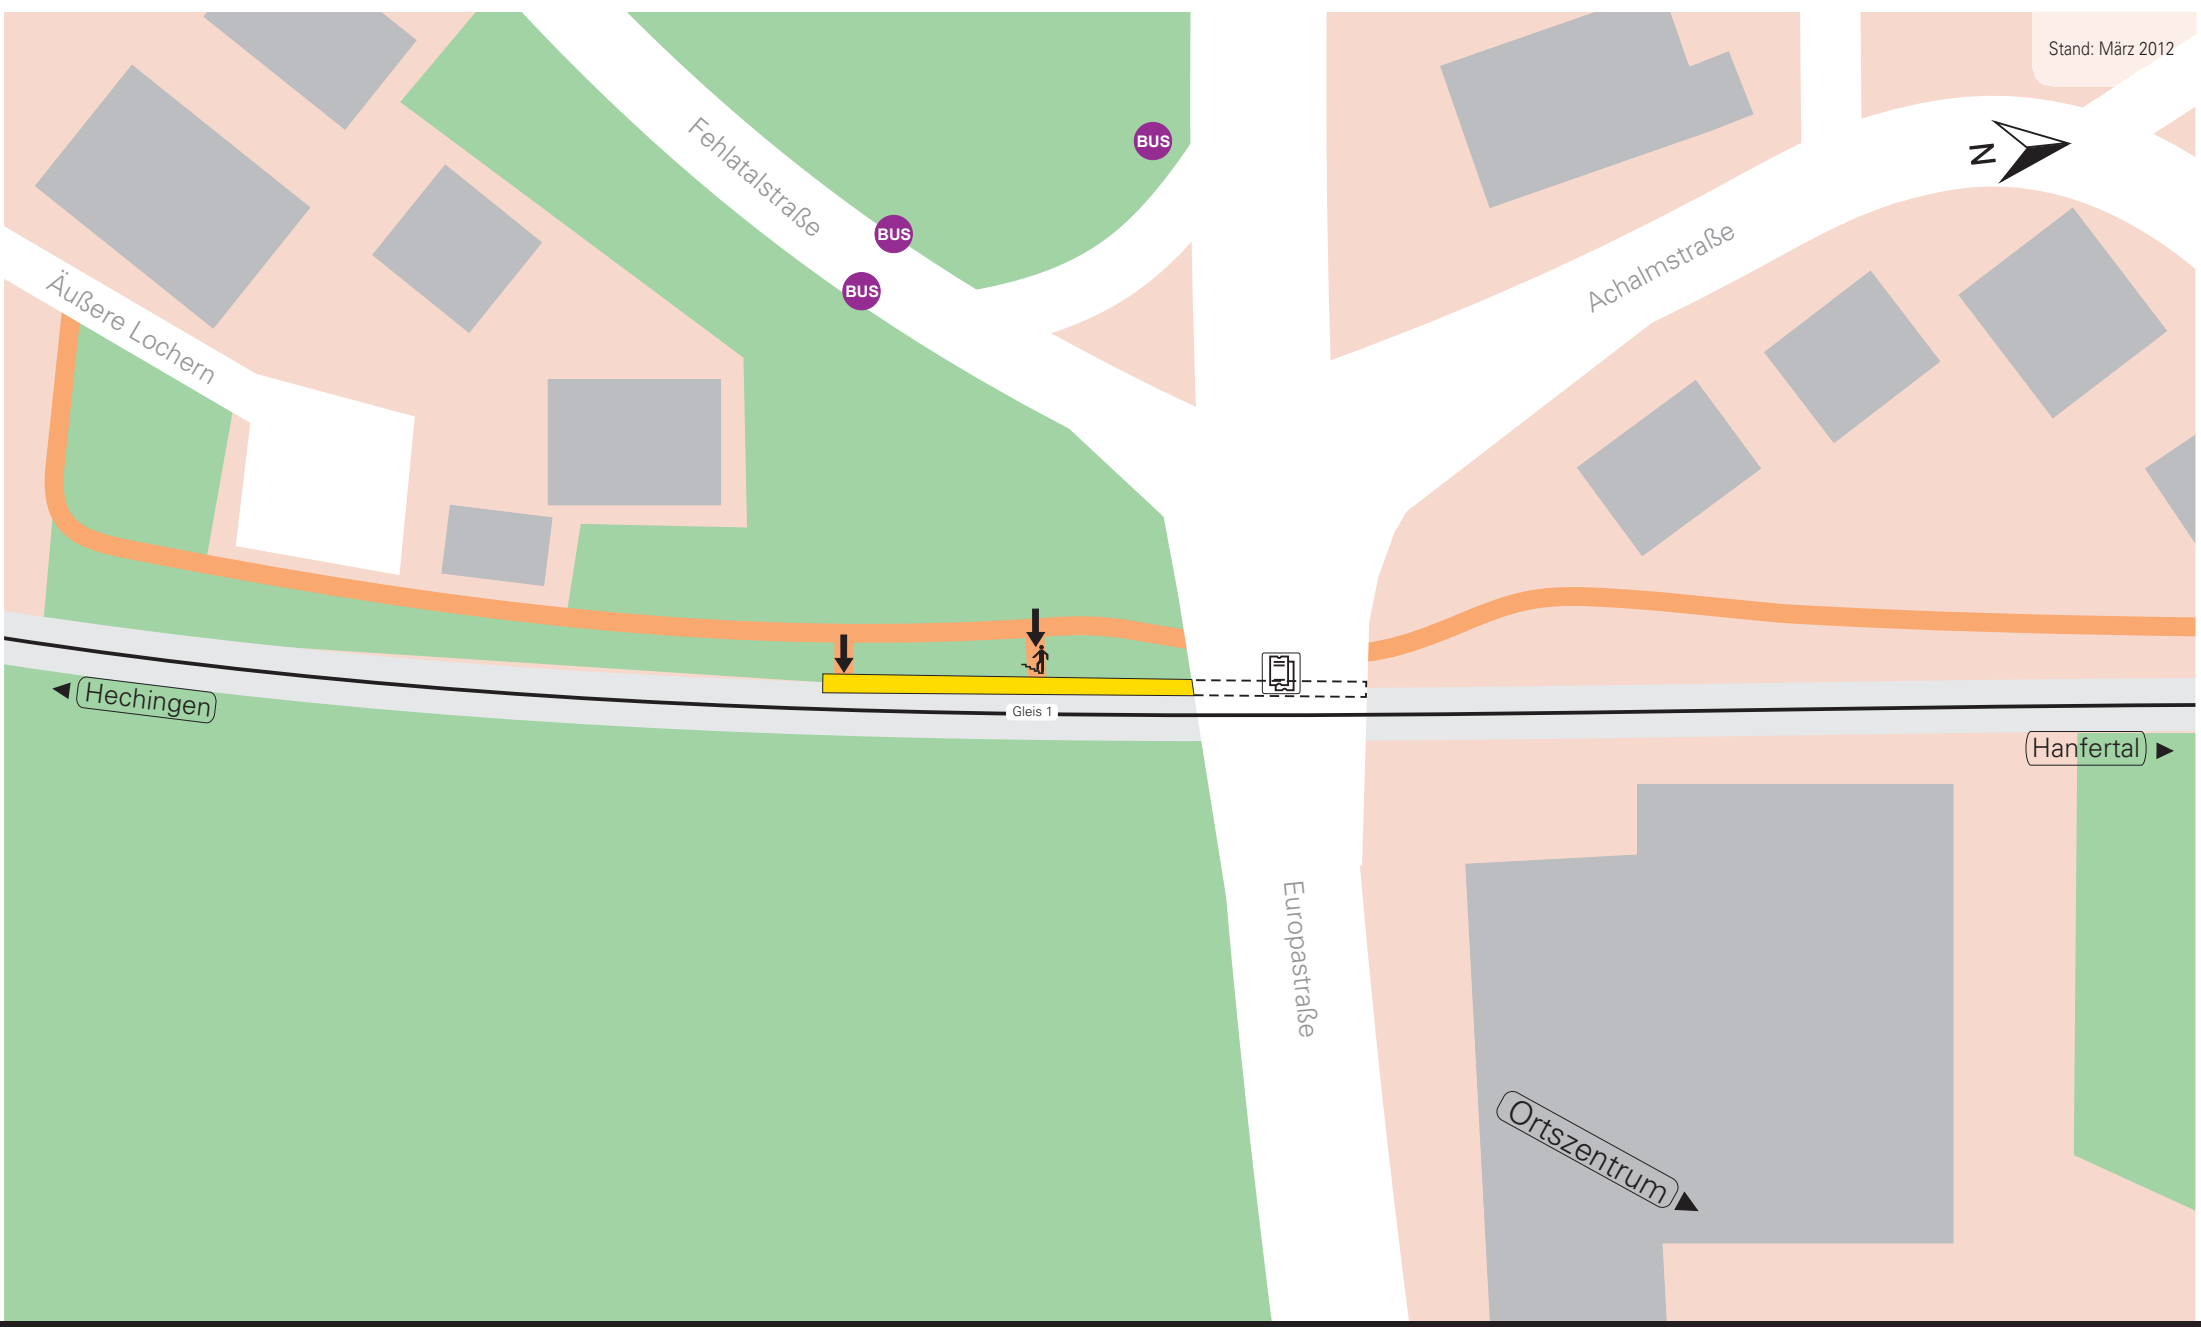 Stand: März 2012
BUS
Fehlatalstraße
BUS
N
BUS
Achalmstraße
Äußere Lochern
Hechingen
Gleis 1
Hanfertal
Europastraße
Ortszentrum